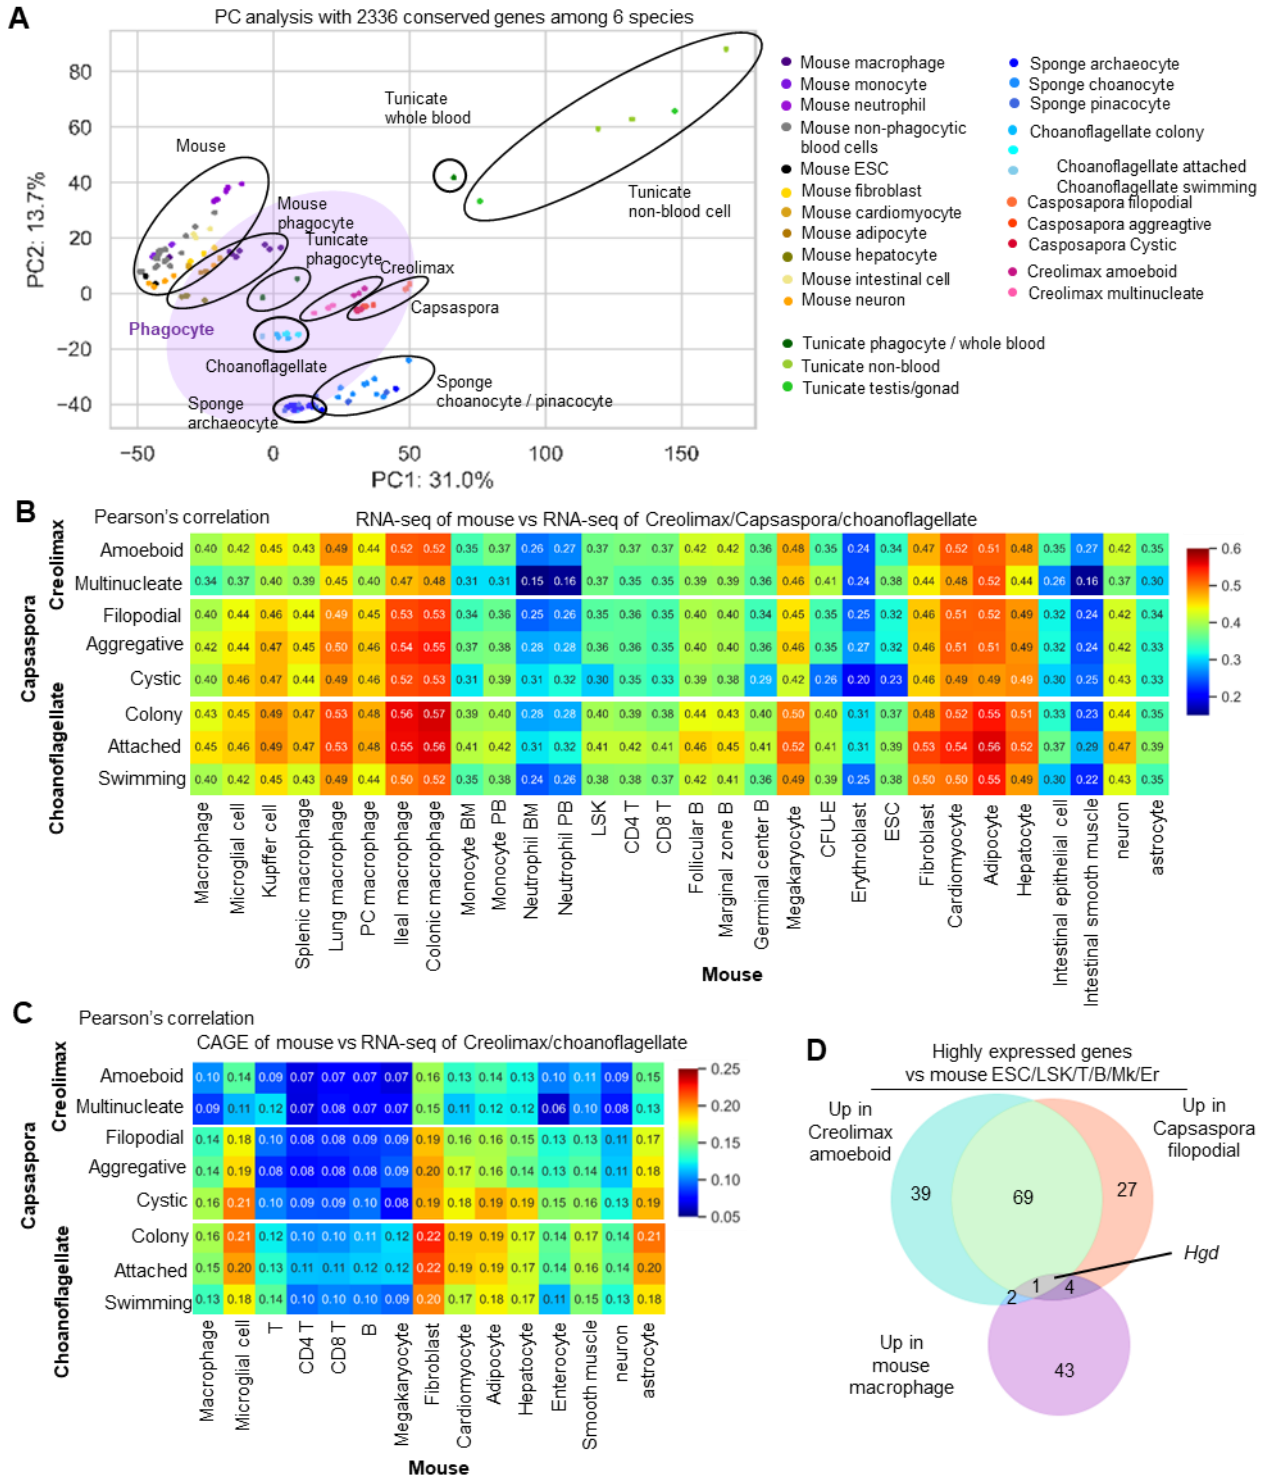 A
PC analysis with 2336 conserved genes among 6 species
PC2: 13.7%
80
60
40
20
0
−20
−40
−50
0
50
100
150
PC1: 31.0%
Mouse
Tunicate
whole blood
Tunicate
non-blood cell
Mouse
phagocyte
Tunicate
phagocyte
Creolimax
Capsaspora
Phagocyte
Choanoflagellate
Sponge
archaeocyte
Sponge
choanocyte / pinacocyte
Mouse macrophage
Mouse monocyte
Mouse neutrophil
Mouse non-phagocytic
blood cells
Mouse ESC
Mouse fibroblast
Mouse cardiomyocyte
Mouse adipocyte
Mouse hepatocyte
Mouse intestinal cell
Mouse neuron
Tunicate phagocyte / whole blood
Tunicate non-blood
Tunicate testis/gonad
Sponge archaeocyte
Sponge choanocyte
Sponge pinacocyte
Choanoflagellate colony
Choanoflagellate attached
Choanoflagellate swimming
Casposapora filopodial
Casposapora aggreagtive
Casposapora Cystic
Creolimax amoeboid
Creolimax multinucleate
B
Pearson's correlation
RNA-seq of mouse vs RNA-seq of Creolimax/Capsaspora/choanoflagellate
Creolimax
Capsaspora
Choanoflagellate
Amoeboid 0.40 0.42 0.45 0.43 0.49 0.44 0.52 0.52 0.35 0.37 0.26 0.27 0.37 0.37 0.37 0.42 0.42 0.36 0.48 0.35 0.24 0.34 0.47 0.52 0.51 0.48 0.35 0.27 0.42 0.35
Multinucleate 0.34 0.37 0.40 0.39 0.45 0.40 0.47 0.48 0.31 0.31 0.15 0.16 0.37 0.35 0.35 0.39 0.39 0.36 0.46 0.41 0.24 0.38 0.44 0.48 0.52 0.44 0.26 0.16 0.37 0.30
Filopodial 0.40 0.44 0.46 0.44 0.49 0.45 0.53 0.53 0.34 0.36 0.25 0.26 0.35 0.36 0.35 0.40 0.40 0.34 0.45 0.35 0.25 0.32 0.46 0.51 0.52 0.49 0.32 0.24 0.42 0.34
Aggregative 0.42 0.44 0.47 0.45 0.50 0.46 0.54 0.55 0.37 0.38 0.28 0.28 0.36 0.36 0.35 0.40 0.40 0.36 0.46 0.35 0.27 0.32 0.46 0.51 0.51 0.49 0.32 0.24 0.42 0.33
Cystic 0.40 0.46 0.47 0.44 0.49 0.46 0.52 0.53 0.31 0.39 0.31 0.32 0.30 0.35 0.33 0.39 0.38 0.29 0.42 0.26 0.20 0.23 0.46 0.49 0.49 0.49 0.30 0.25 0.43 0.33
Colony 0.43 0.45 0.49 0.47 0.53 0.48 0.56 0.57 0.39 0.40 0.28 0.28 0.40 0.39 0.38 0.44 0.43 0.40 0.50 0.40 0.31 0.37 0.48 0.52 0.55 0.51 0.33 0.23 0.44 0.35
Attached 0.45 0.46 0.49 0.47 0.53 0.48 0.55 0.56 0.41 0.42 0.31 0.32 0.41 0.42 0.41 0.46 0.45 0.41 0.52 0.41 0.31 0.39 0.53 0.54 0.56 0.52 0.37 0.29 0.47 0.39
Swimming 0.40 0.42 0.45 0.43 0.49 0.44 0.50 0.52 0.35 0.38 0.24 0.26 0.38 0.38 0.37 0.42 0.41 0.36 0.49 0.39 0.25 0.38 0.50 0.50 0.55 0.49 0.30 0.22 0.43 0.35
0.6
0.5
0.4
0.3
0.2
Macrophage
Microglial cell
Kupffer cell
Splenic macrophage
Lung macrophage
PC macrophage
Ileal macrophage
Colonic macrophage
Monocyte BM
Monocyte PB
Neutrophil BM
Neutrophil PB
LSK
CD4 T
CD8 T
Follicular B
Marginal zone B
Germinal center B
Megakaryocyte
CFU-E
Erythroblast
ESC
Fibroblast
Cardiomyocyte
Adipocyte
Hepatocyte
Intestinal epithelial cell
Intestinal smooth muscle
neuron
astrocyte
Mouse
C
Pearson's correlation
CAGE of mouse vs RNA-seq of Creolimax/choanoflagellate
Creolimax
Capsaspora
Choanoflagellate
Amoeboid 0.10 0.14 0.09 0.07 0.07 0.07 0.07 0.16 0.13 0.14 0.13 0.10 0.11 0.09 0.15
Multinucleate 0.09 0.11 0.12 0.07 0.08 0.07 0.07 0.15 0.11 0.12 0.12 0.06 0.10 0.08 0.13
Filopodial 0.14 0.18 0.10 0.08 0.08 0.09 0.09 0.19 0.16 0.16 0.15 0.13 0.13 0.11 0.17
Aggregative 0.14 0.19 0.08 0.08 0.08 0.08 0.09 0.20 0.17 0.16 0.14 0.13 0.14 0.11 0.18
Cystic 0.16 0.21 0.10 0.09 0.09 0.10 0.08 0.19 0.18 0.19 0.19 0.15 0.16 0.13 0.19
Colony 0.16 0.21 0.12 0.10 0.10 0.11 0.12 0.22 0.19 0.19 0.17 0.14 0.17 0.14 0.21
Attached 0.15 0.20 0.13 0.11 0.11 0.12 0.12 0.22 0.19 0.19 0.17 0.14 0.16 0.14 0.20
Swimming 0.13 0.18 0.14 0.10 0.10 0.10 0.09 0.20 0.17 0.18 0.17 0.11 0.15 0.13 0.18
0.25
0.20
0.15
0.10
0.05
Macrophage
Microglial cell
T
CD4 T
CD8 T
B
Megakaryocyte
Fibroblast
Cardiomyocyte
Adipocyte
Hepatocyte
Enterocyte
Smooth muscle
neuron
astrocyte
Mouse
D
Highly expressed genes
vs mouse ESC/LSK/T/B/Mk/Er
Up in
Creolimax
amoeboid
Up in
Capsaspora
filopodial
39
69
27
Hgd
1
4
2
Up in
mouse
macrophage
43